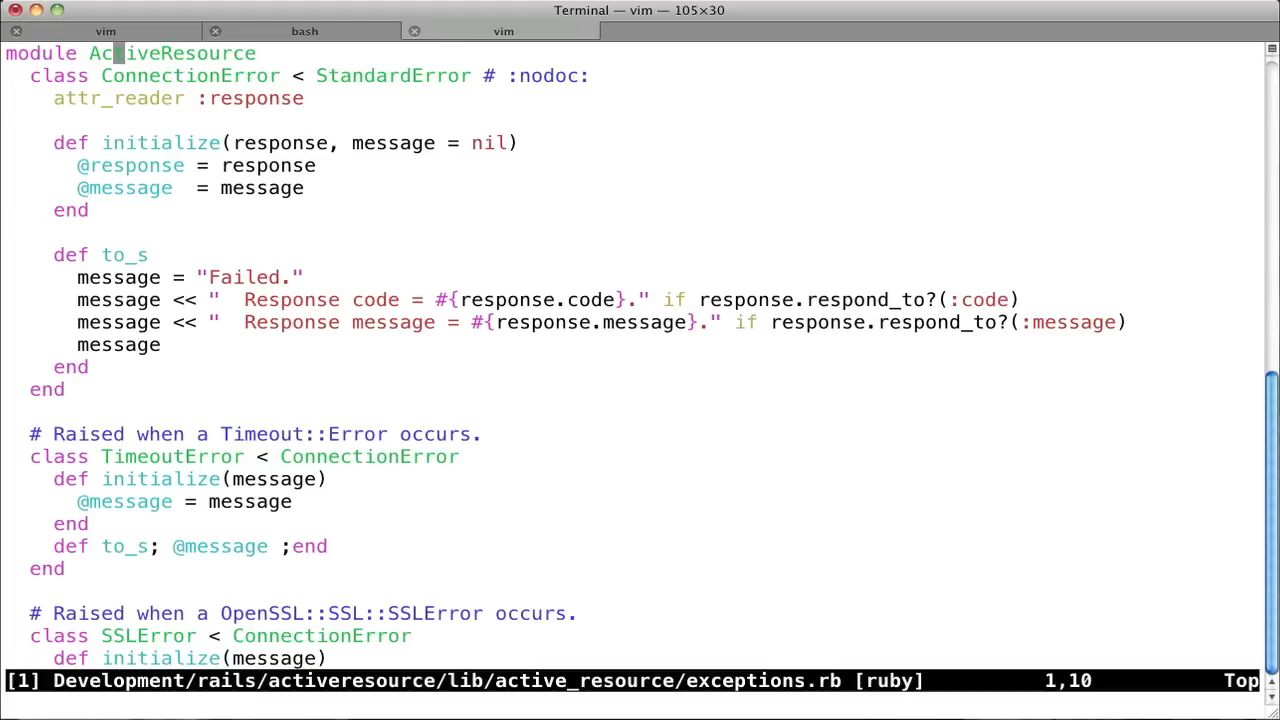 Terminal — vim — 105×30
vim bash vim
module ActiveResource
  class ConnectionError < StandardError # :nodoc:
    attr_reader :response

    def initialize(response, message = nil)
      @response = response
      @message  = message
    end

    def to_s
      message = "Failed."
      message << "  Response code = #{response.code}." if response.respond_to?(:code)
      message << "  Response message = #{response.message}." if response.respond_to?(:message)
      message
    end
  end

  # Raised when a Timeout::Error occurs.
  class TimeoutError < ConnectionError
    def initialize(message)
      @message = message
    end
    def to_s; @message ;end
  end

  # Raised when a OpenSSL::SSL::SSLError occurs.
  class SSLError < ConnectionError
    def initialize(message)
[1] Development/rails/activeresource/lib/active_resource/exceptions.rb [ruby] 1,10 Top